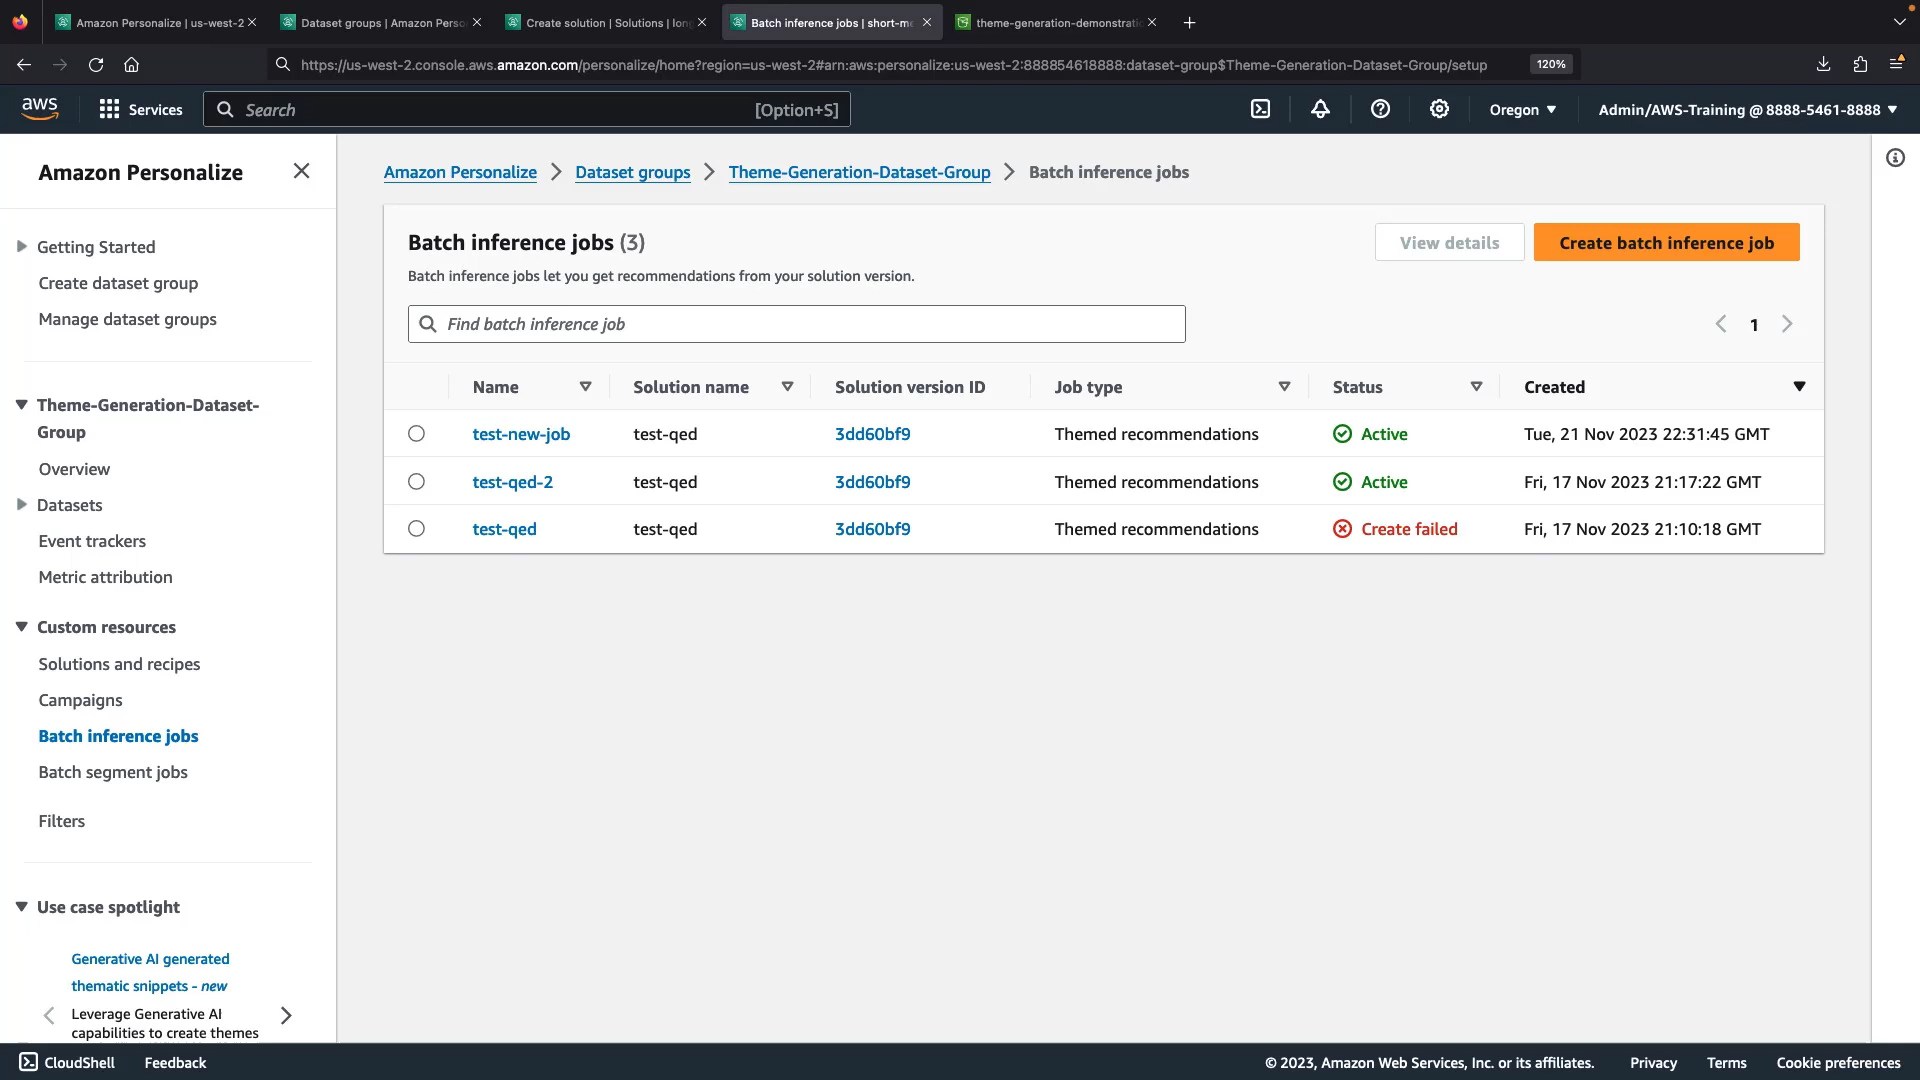 Amazon Personalize | us-west-2
Dataset groups | Amazon Perso
Create solution | Solutions | long
Batch inference jobs | short-me
theme-generation-demonstratio
https://us-west-2.console.aws.amazon.com/personalize/home?region=us-west-2#arn:aws:personalize:us-west-2:888854618888:dataset-group$Theme-Generation-Dataset-Group/setup
120%
aws
Services
Search
[Option+S]
Oregon
Admin/AWS-Training @ 8888-5461-8888
Amazon Personalize
Getting Started
Create dataset group
Manage dataset groups
Theme-Generation-Dataset-
Group
Overview
Datasets
Event trackers
Metric attribution
Custom resources
Solutions and recipes
Campaigns
Batch inference jobs
Batch segment jobs
Filters
Use case spotlight
Generative AI generated
thematic snippets - new
Leverage Generative AI
capabilities to create themes
Amazon Personalize > Dataset groups > Theme-Generation-Dataset-Group > Batch inference jobs
Batch inference jobs (3)
View details
Create batch inference job
Batch inference jobs let you get recommendations from your solution version.
Find batch inference job
1
Name Solution name Solution version ID Job type Status Created
test-new-job test-qed 3dd60bf9 Themed recommendations Active Tue, 21 Nov 2023 22:31:45 GMT
test-qed-2 test-qed 3dd60bf9 Themed recommendations Active Fri, 17 Nov 2023 21:17:22 GMT
test-qed test-qed 3dd60bf9 Themed recommendations Create failed Fri, 17 Nov 2023 21:10:18 GMT
CloudShell
Feedback
© 2023, Amazon Web Services, Inc. or its affiliates.
Privacy
Terms
Cookie preferences